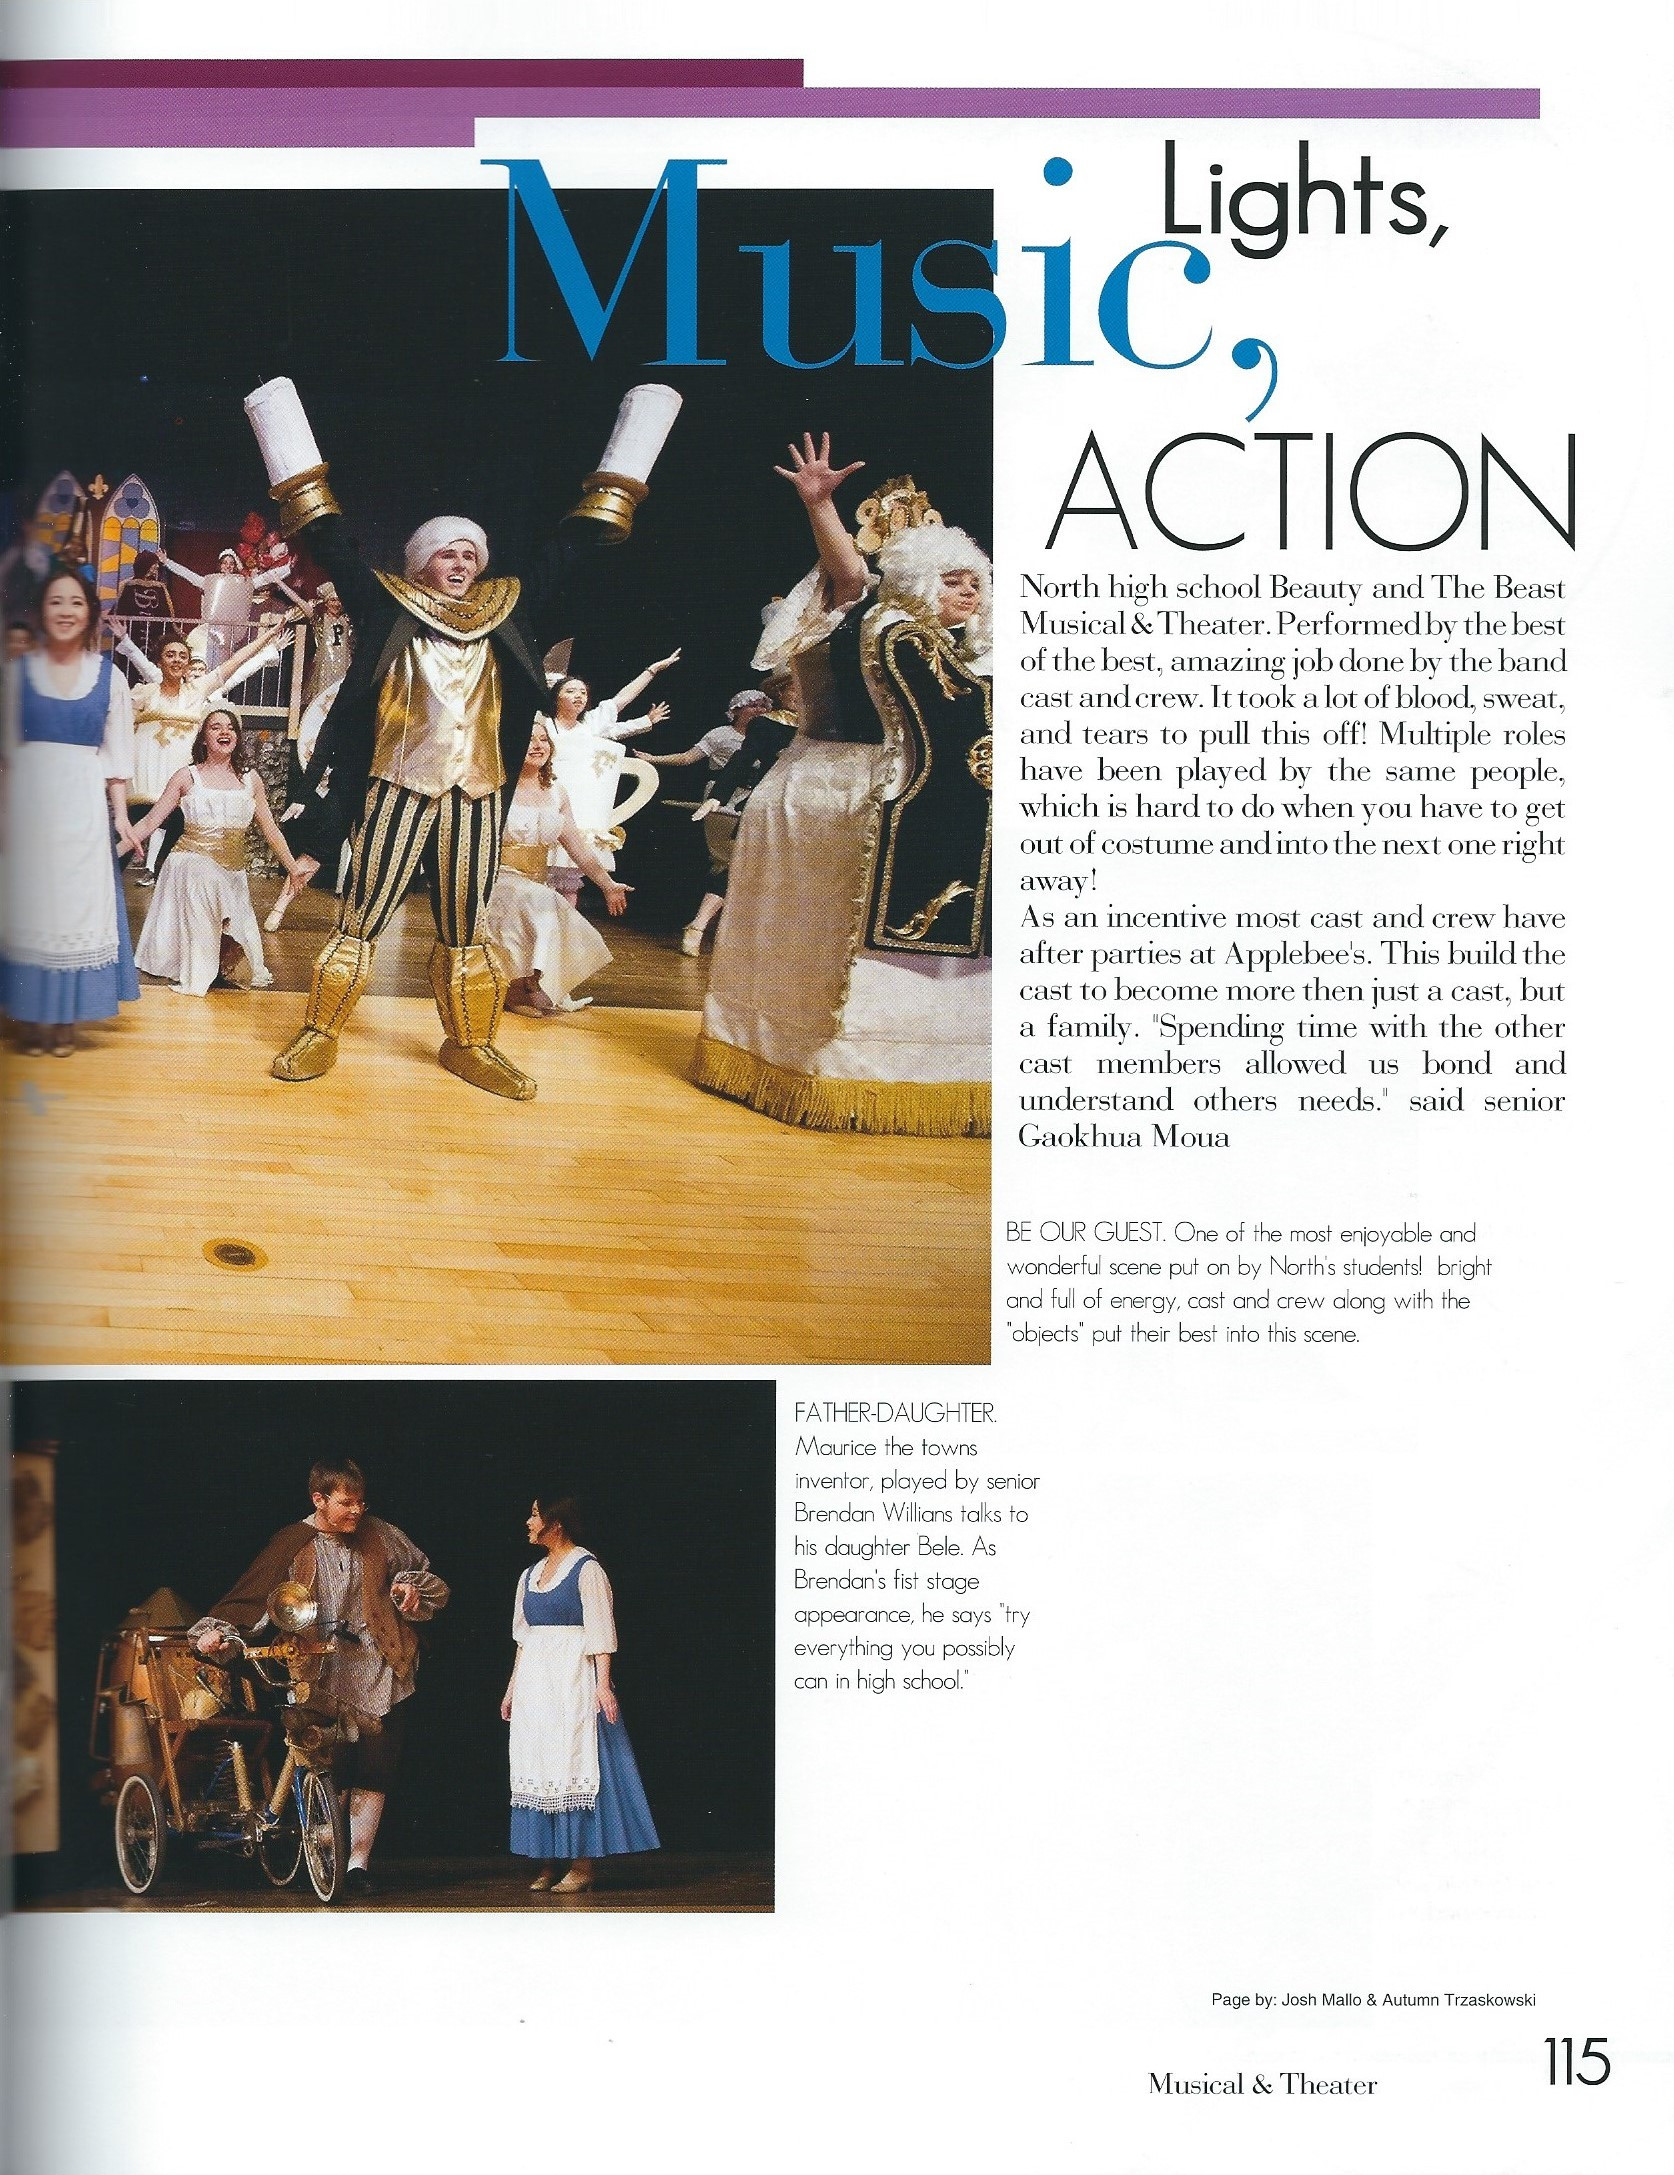 Lights,
Music,
ACTION
North high school Beauty and The Beast
Musical & Theater. Performed by the best
of the best, amazing job done by the band
cast and crew. It took a lot of blood, sweat,
and tears to pull this off! Multiple roles
have been played by the same people,
which is hard to do when you have to get
out of costume and into the next one right
away!
As an incentive most cast and crew have
after parties at Applebee's. This build the
cast to become more then just a cast, but
a family. "Spending time with the other
cast members allowed us bond and
understand others needs." said senior
Gaokhua Moua
BE OUR GUEST. One of the most enjoyable and
wonderful scene put on by North's students! bright
and full of energy, cast and crew along with the
"objects" put their best into this scene.
FATHER-DAUGHTER.
Maurice the towns
inventor, played by senior
Brendan Willians talks to
his daughter Bele. As
Brendan's fist stage
appearance, he says "try
everything you possibly
can in high school."
Page by: Josh Mallo & Autumn Trzaskowski
Musical & Theater
115
P